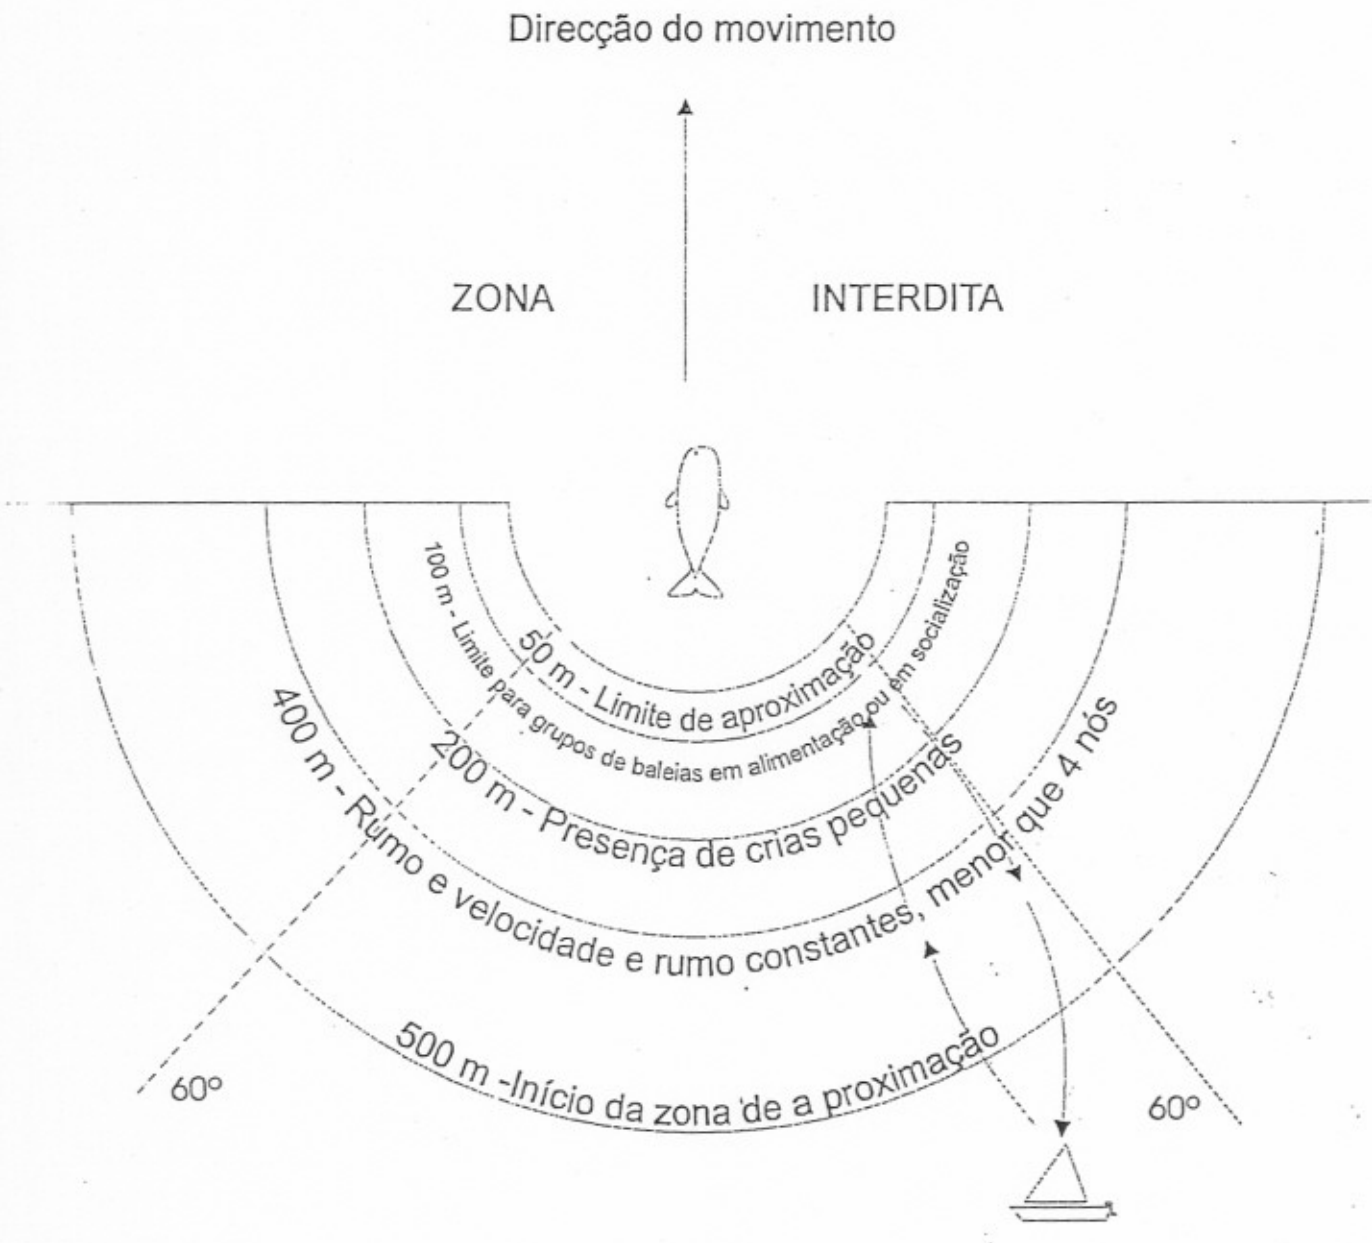 Direcção do movimento
ZONA INTERDITA
50 m - Limite de aproximação
100 m - Limite para grupos de baleias em alimentação ou em socialização
200 m - Presença de crias pequenas
400 m - Rumo e velocidade e rumo constantes, menor que 4 nós
500 m -Início da zona de a proximação
60º
60º